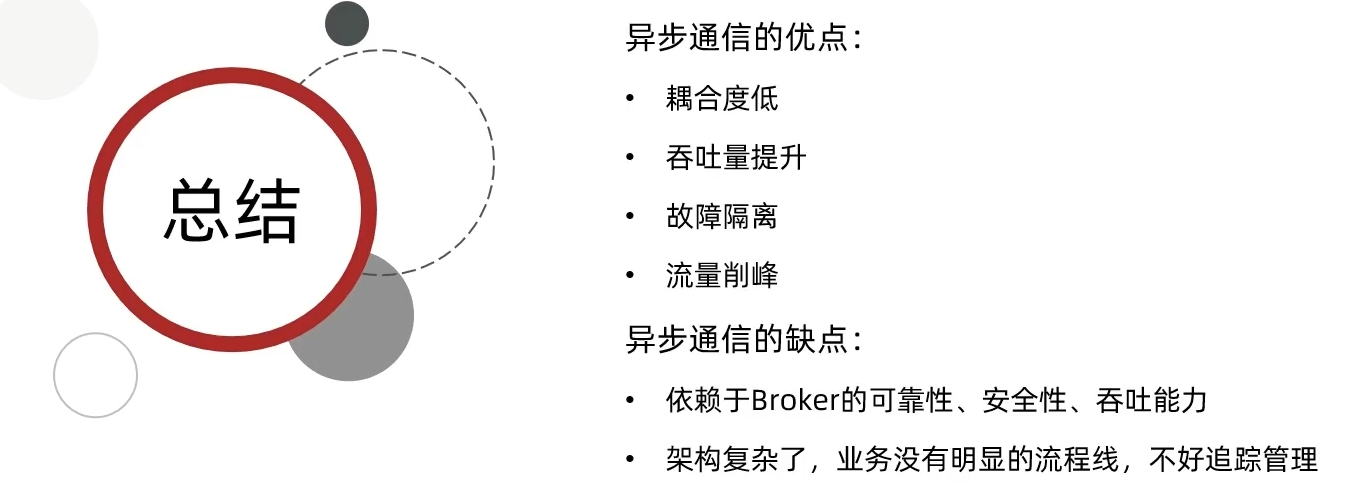 总结
异步通信的优点：
• 耦合度低
• 吞吐量提升
• 故障隔离
• 流量削峰
异步通信的缺点：
• 依赖于Broker的可靠性、安全性、吞吐能力
• 架构复杂了，业务没有明显的流程线，不好追踪管理